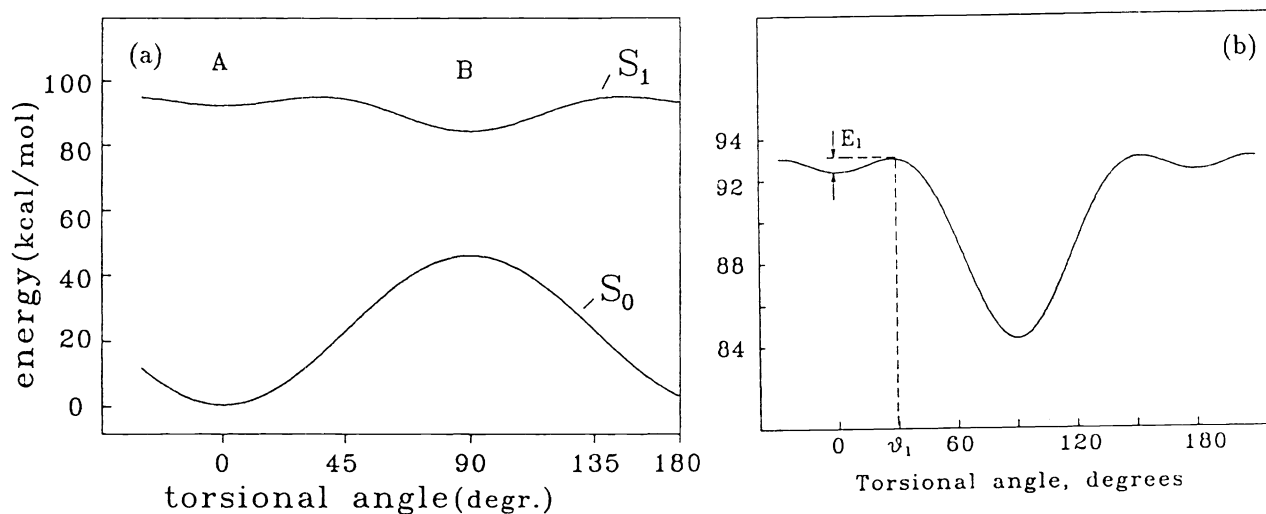 (a)
A
B
S₁
S₀
100
80
60
40
20
0
energy(kcal/mol)
0 45 90 135 180
torsional angle(degr.)
(b)
E₁
94
92
88
84
0 ϑ₁ 60 120 180
Torsional angle, degrees